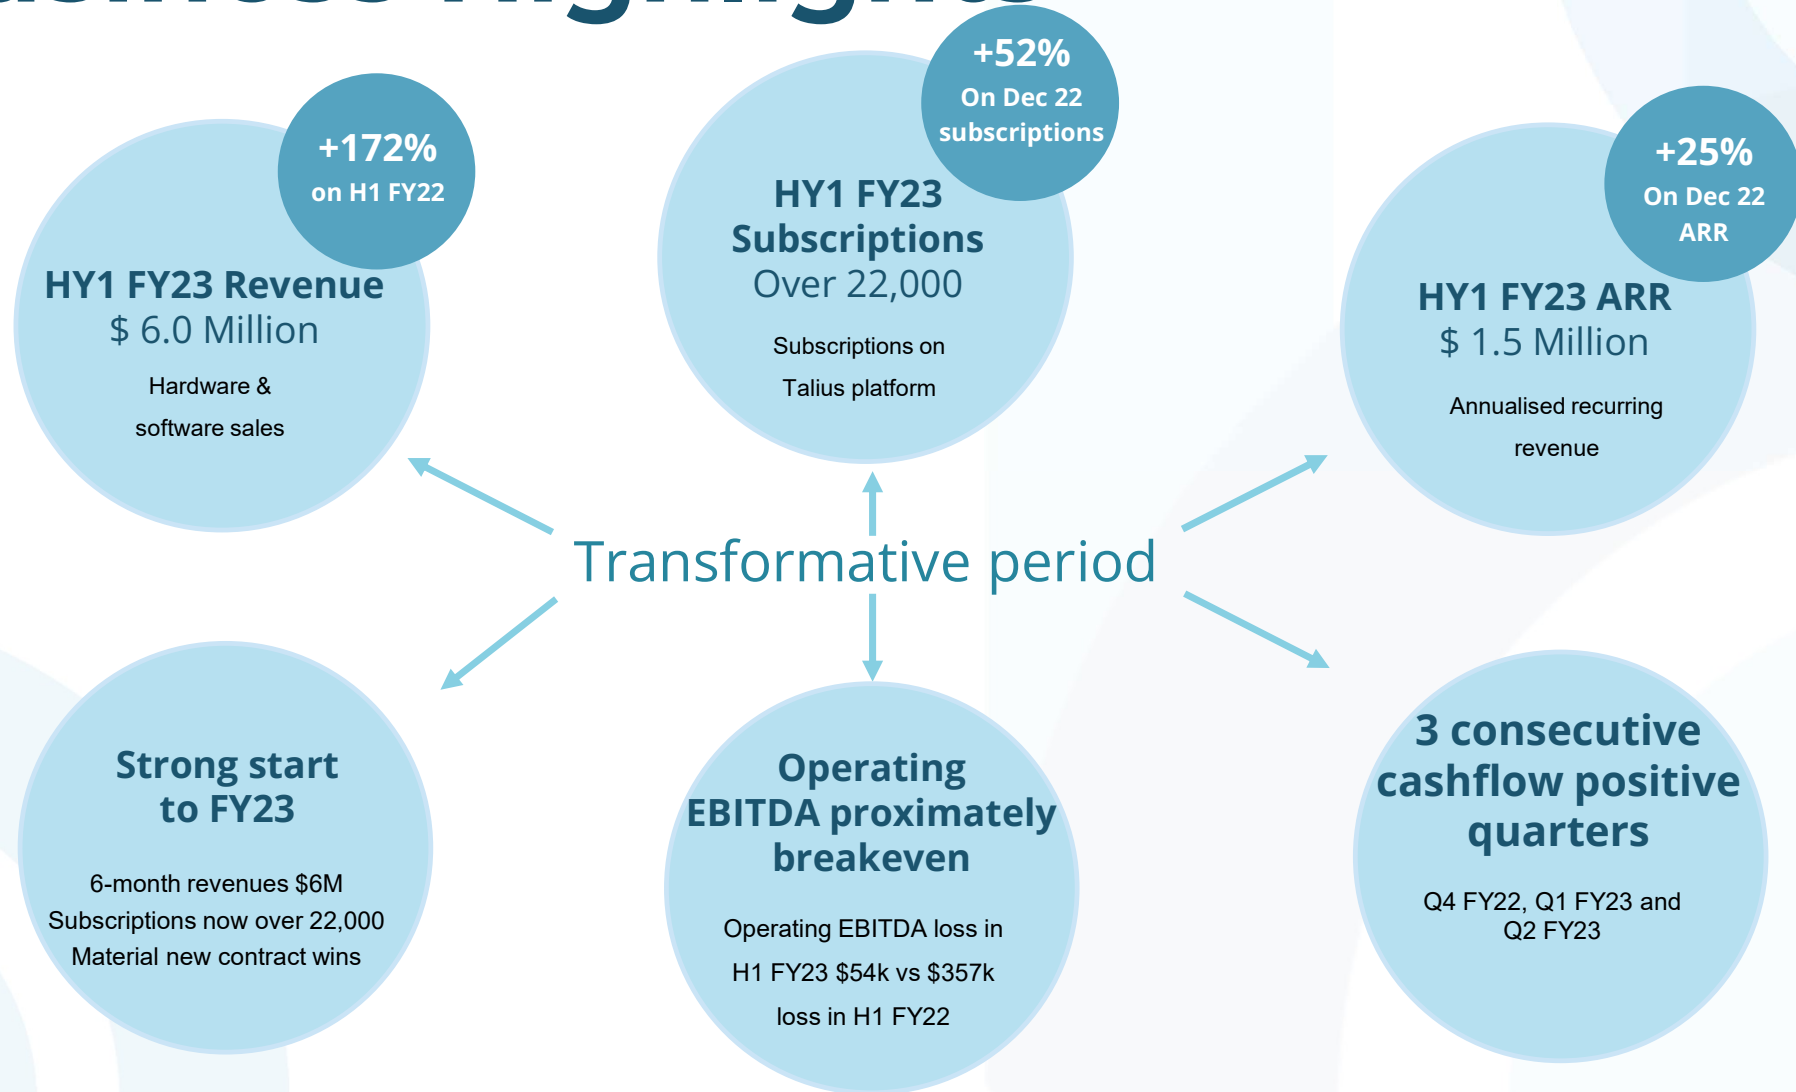 +172%
on H1 FY22
HY1 FY23 Revenue
$ 6.0 Million
Hardware &
software sales
+52%
On Dec 22
subscriptions
HY1 FY23
Subscriptions
Over 22,000
Subscriptions on
Talius platform
+25%
On Dec 22
ARR
HY1 FY23 ARR
$ 1.5 Million
Annualised recurring
revenue
Transformative period
Strong start
to FY23
6-month revenues $6M
Subscriptions now over 22,000
Material new contract wins
Operating
EBITDA proximately
breakeven
Operating EBITDA loss in
H1 FY23 $54k vs $357k
loss in H1 FY22
3 consecutive
cashflow positive
quarters
Q4 FY22, Q1 FY23 and
Q2 FY23